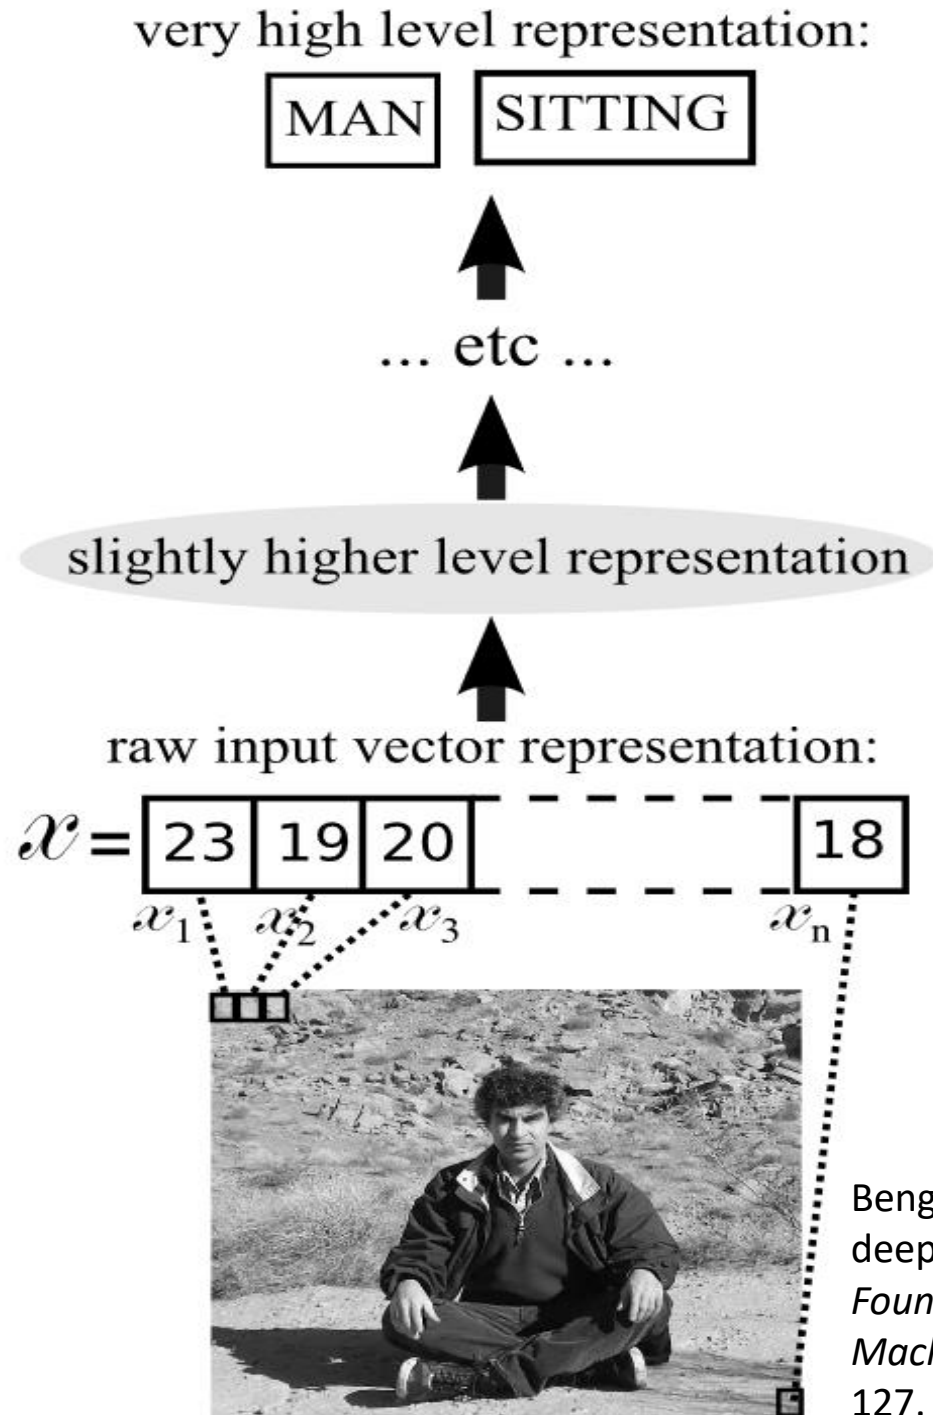 very high level representation:
MAN SITTING
... etc ...
slightly higher level representation
raw input vector representation:
x = 23 19 20 18
x1 x2 x3 xn
Beng
deep
Foun
Mach
127.